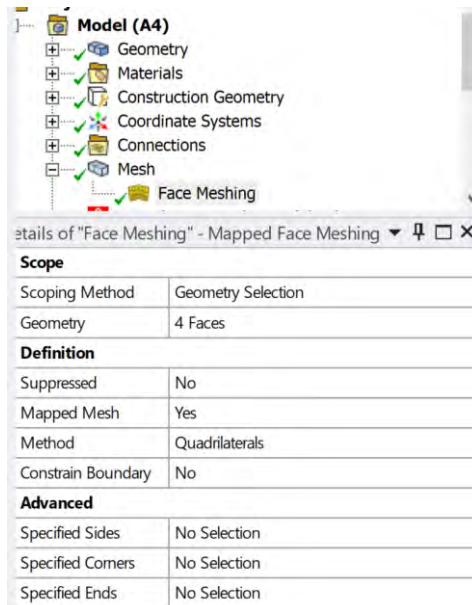 Model (A4)
Geometry
Materials
Construction Geometry
Coordinate Systems
Connections
Mesh
Face Meshing
etails of "Face Meshing" - Mapped Face Meshing
Scope
Scoping Method Geometry Selection
Geometry 4 Faces
Definition
Suppressed No
Mapped Mesh Yes
Method Quadrilaterals
Constrain Boundary No
Advanced
Specified Sides No Selection
Specified Corners No Selection
Specified Ends No Selection